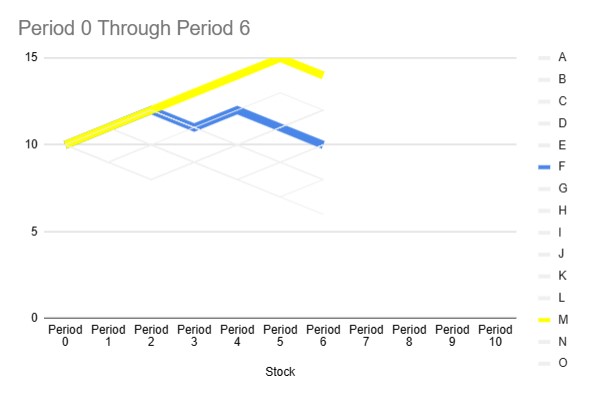 Period 0 Through Period 6
15
10
5
0
Period 0
Period 1
Period 2
Period 3
Period 4
Period 5
Period 6
Period 7
Period 8
Period 9
Period 10
Stock
A
B
C
D
E
F
G
H
I
J
K
L
M
N
O